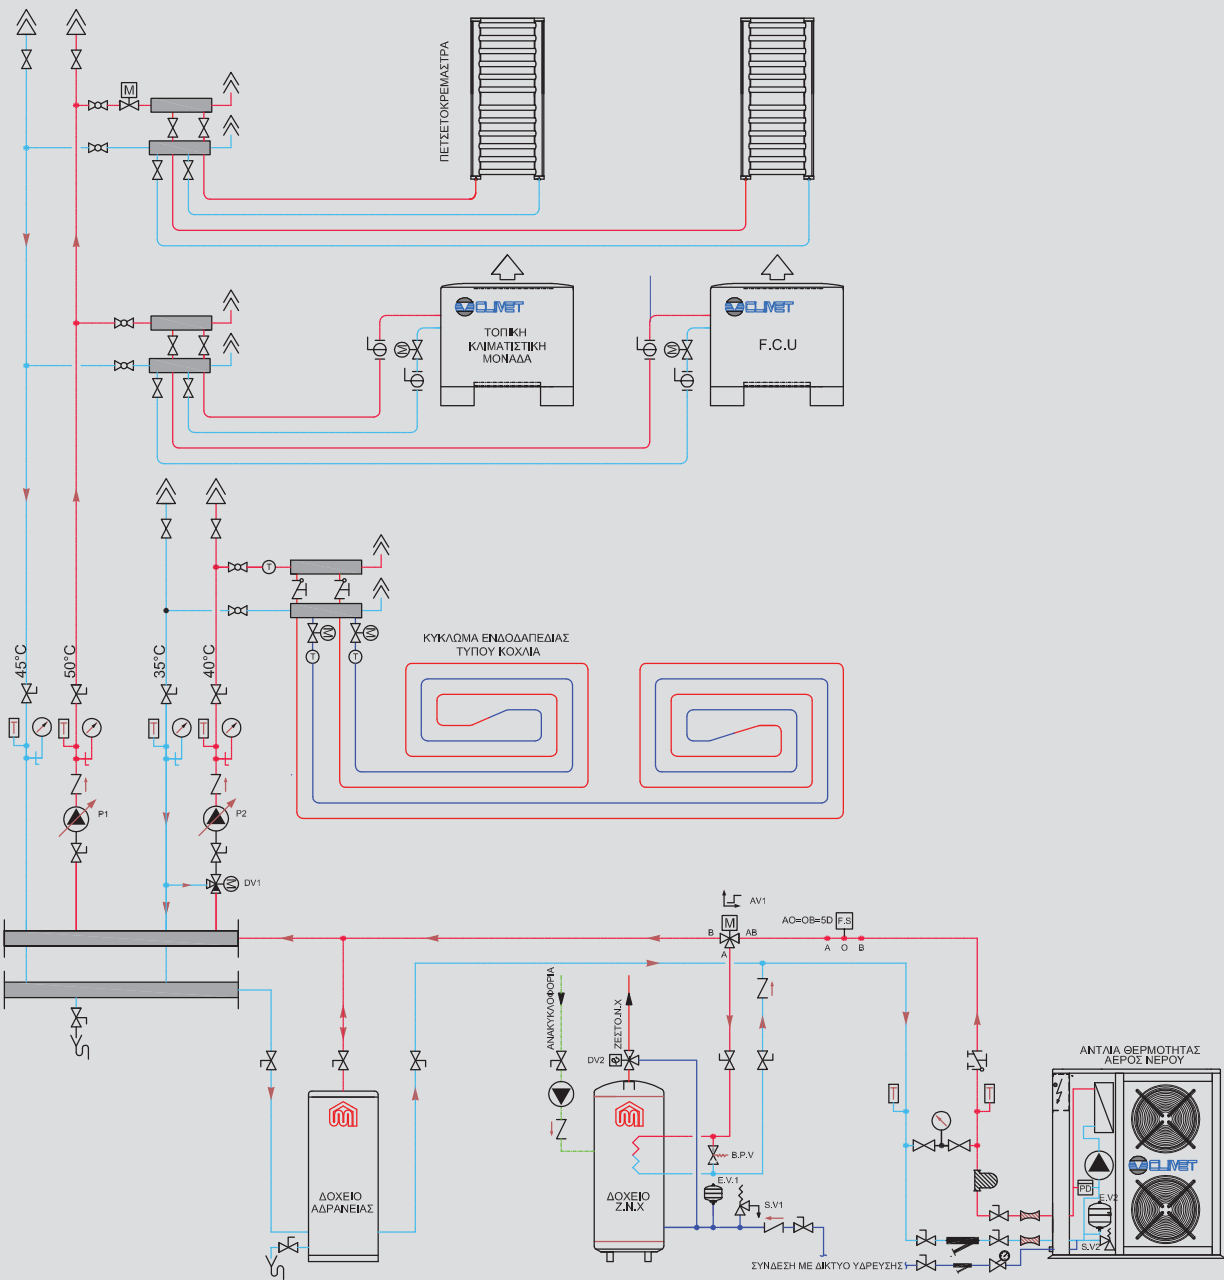 M
ΠΕΤΣΕΤΟΚΡΕΜΑΣΤΡΑ
CLIVET
ΤΟΠΙΚΗ
ΚΛΙΜΑΤΙΣΤΙΚΗ
ΜΟΝΑΔΑ
M
CLIVET
F.C.U
M
T
M
M
T
T
ΚΥΚΛΩΜΑ ΕΝΔΟΔΑΠΕΔΙΑΣ
ΤΥΠΟΥ ΚΟΧΛΙΑ
45°C
50°C
35°C
40°C
T
T
T
T
P1
P2
M
DV1
AV1
M
B
AB
A
AO=OB=5D
F.S
A
O
B
ΑΝΑΚΥΚΛΟΦΟΡΙΑ
ΖΕΣΤΟ.Ν.Χ
DV2
ΔΟΧΕΙΟ
ΑΔΡΑΝΕΙΑΣ
ΔΟΧΕΙΟ
Ζ.Ν.Χ
B.P.V
E.V.1
S.V1
T
T
ΑΝΤΛΙΑ ΘΕΡΜΟΤΗΤΑΣ
ΑΕΡΟΣ ΝΕΡΟΥ
CLIVET
PD
E.V2
S.V2
ΣΥΝΔΕΣΗ ΜΕ ΔΙΚΤΥΟ ΥΔΡΕΥΣΗΣ